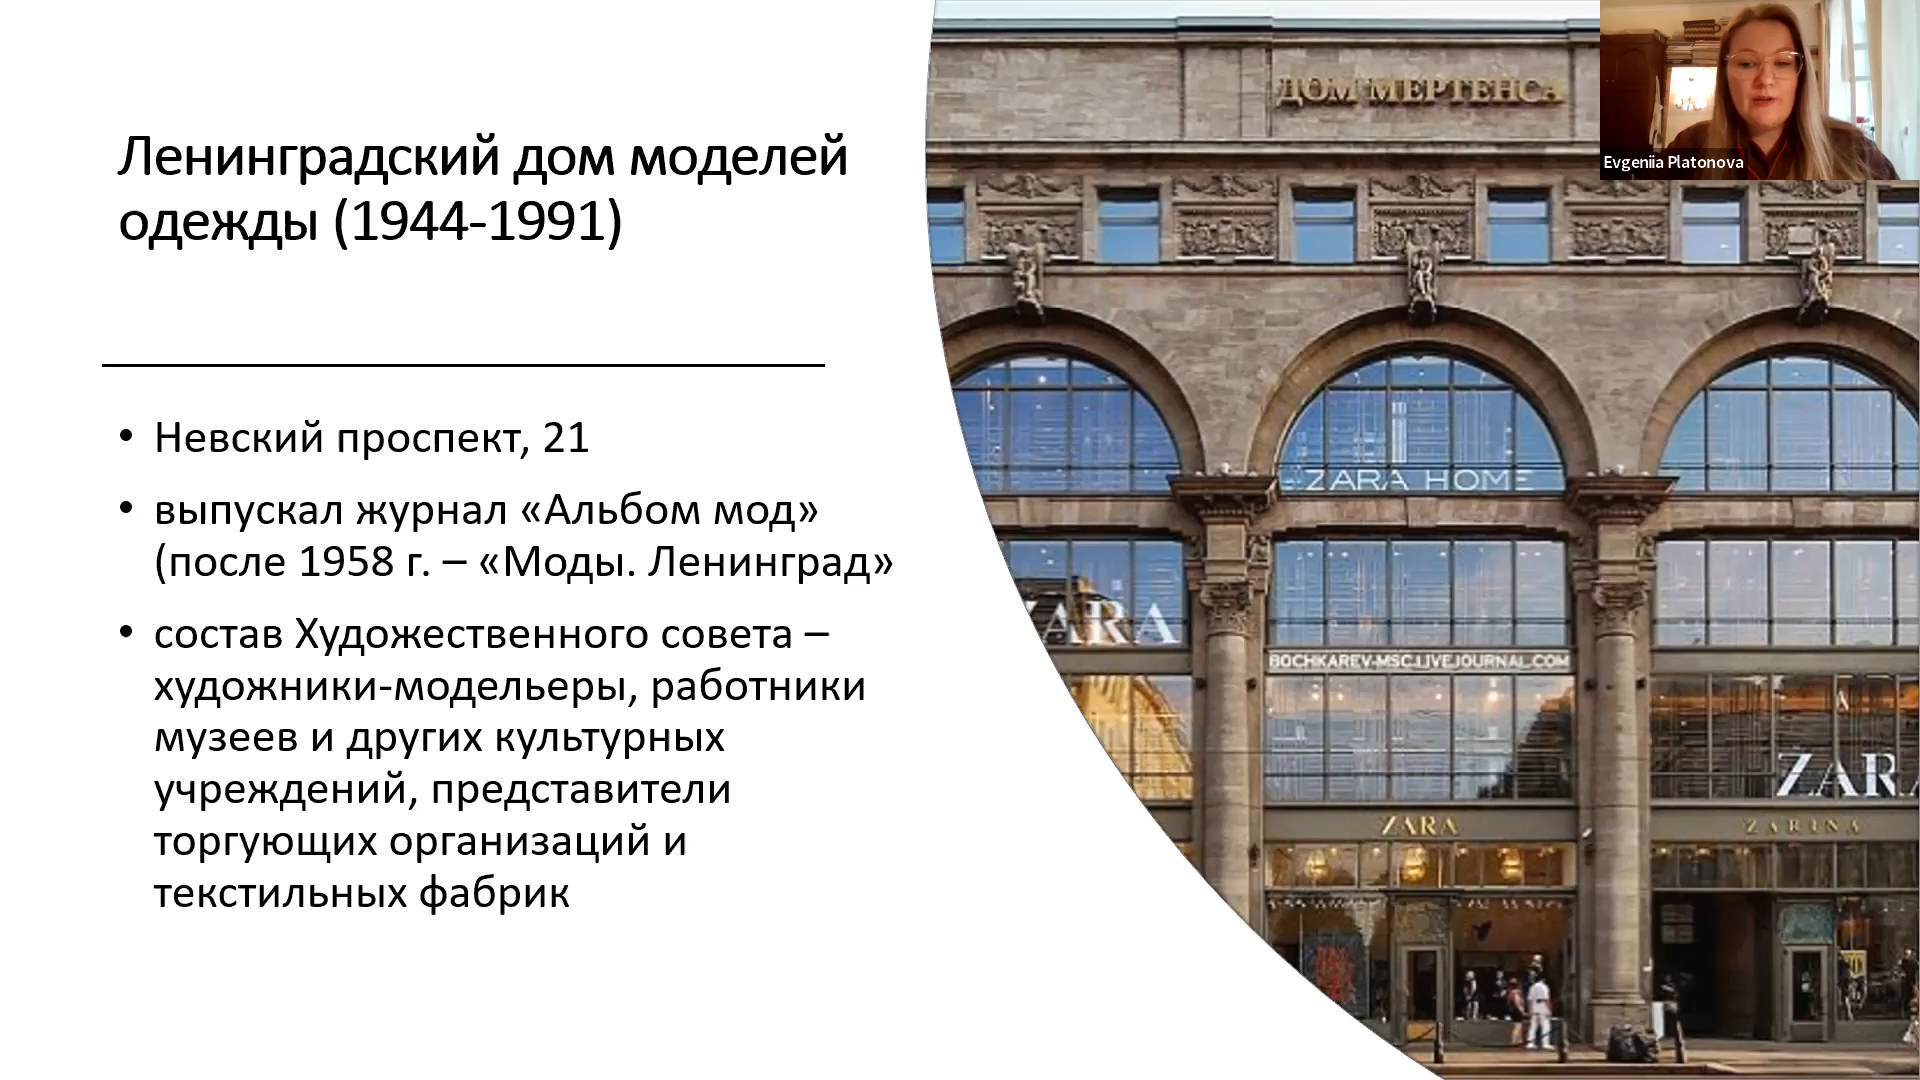 Ленинградский дом моделей
одежды (1944-1991)
• Невский проспект, 21
• выпускал журнал «Альбом мод»
(после 1958 г. – «Моды. Ленинград»
• состав Художественного совета –
художники-модельеры, работники
музеев и других культурных
учреждений, представители
торгующих организаций и
текстильных фабрик
ДОМ МЕРТЕНСА
Evgeniia Platonova
ZARA HOME
ZARA
BOCHKAREV-MSC.LIVEJOURNAL.COM
ZARA
ZARA
ZARINA